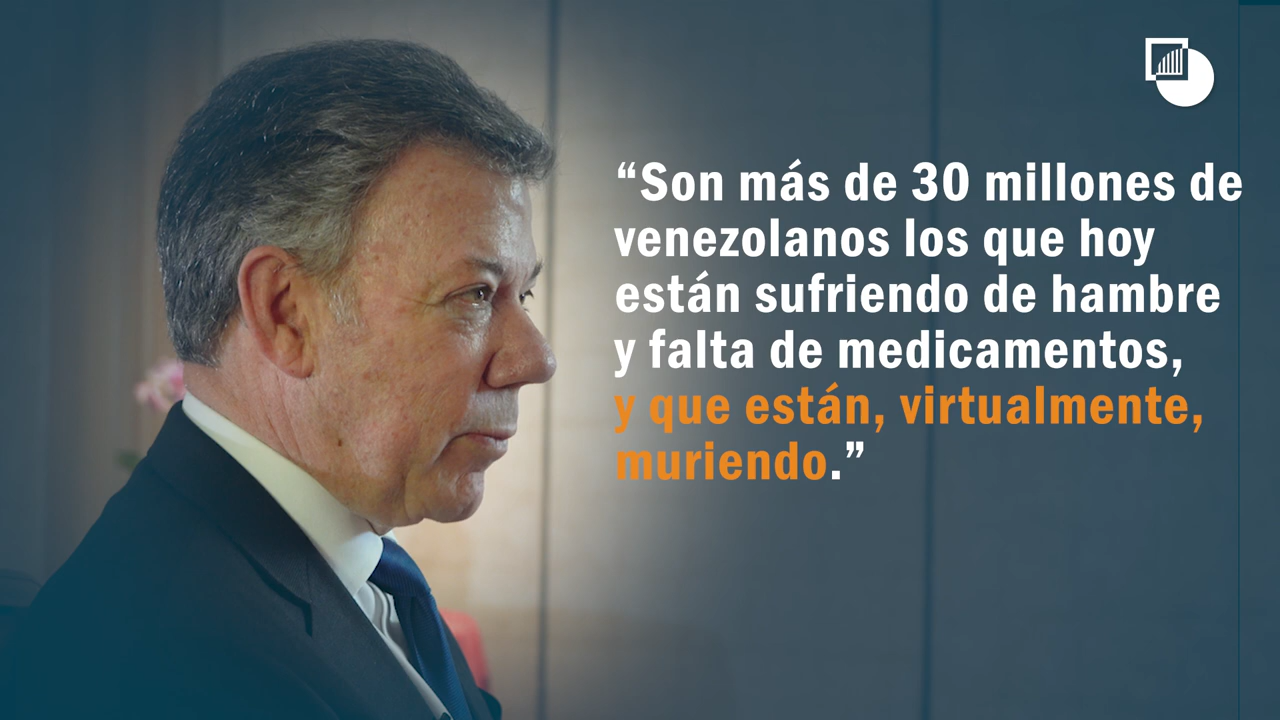 “Son más de 30 millones de
venezolanos los que hoy
están sufriendo de hambre
y falta de medicamentos,
y que están, virtualmente,
muriendo.”